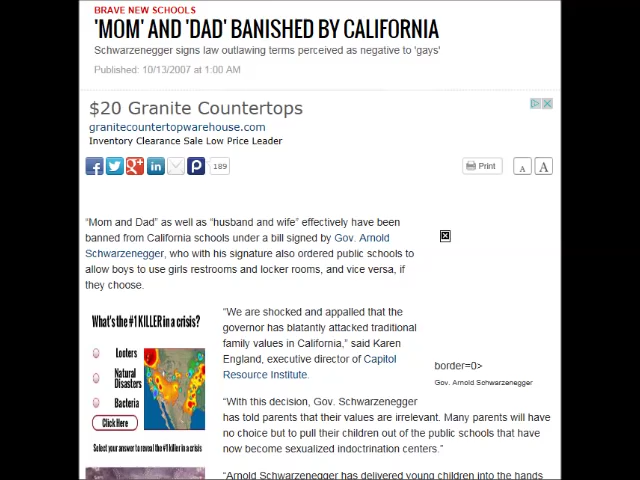 BRAVE NEW SCHOOLS
'MOM' AND 'DAD' BANISHED BY CALIFORNIA
Schwarzenegger signs law outlawing terms perceived as negative to 'gays'
Published: 10/13/2007 at 1:00 AM
$20 Granite Countertops
granitecountertopwarehouse.com
Inventory Clearance Sale Low Price Leader
189
Print
A
A
“Mom and Dad” as well as “husband and wife” effectively have been
banned from California schools under a bill signed by Gov. Arnold
Schwarzenegger, who with his signature also ordered public schools to
allow boys to use girls restrooms and locker rooms, and vice versa, if
they choose.
What's the #1 KILLER in a crisis?
Looters
Natural
Disasters
Bacteria
Click Here
Select your answer to reveal the #1 killer in a crisis
“We are shocked and appalled that the
governor has blatantly attacked traditional
family values in California,” said Karen
England, executive director of Capitol
Resource Institute.
border=0>
Gov. Arnold Schwarzenegger
“With this decision, Gov. Schwarzenegger
has told parents that their values are irrelevant. Many parents will have
no choice but to pull their children out of the public schools that have
now become sexualized indoctrination centers.”
“Arnold Schwarzenegger has delivered young children into the hands